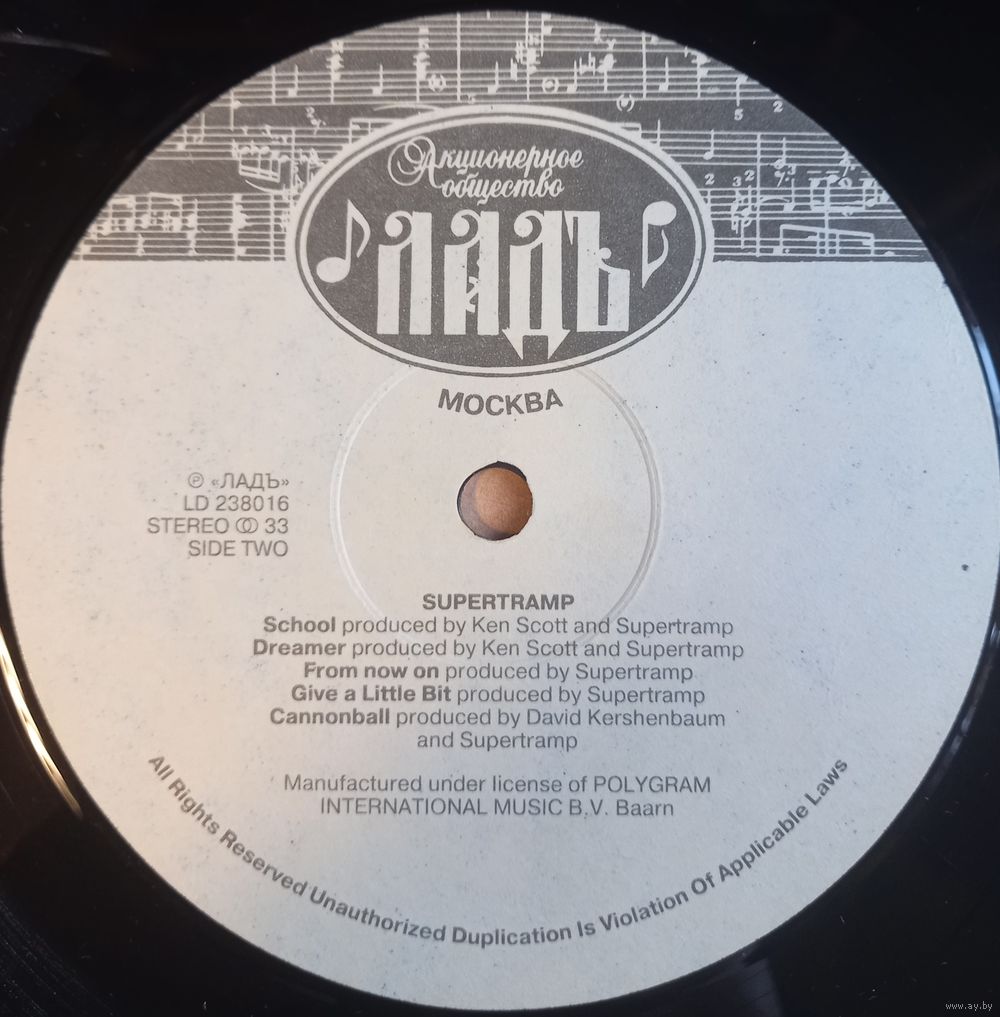 Акционерное
общество
ЛАДЪ
МОСКВА
℗ «ЛАДЪ»
LD 238016
STEREO 33
SIDE TWO
SUPERTRAMP
School produced by Ken Scott and Supertramp
Dreamer produced by Ken Scott and Supertramp
From now on produced by Supertramp
Give a Little Bit produced by Supertramp
Cannonball produced by David Kershenbaum
and Supertramp
Manufactured under license of POLYGRAM
INTERNATIONAL MUSIC B.V. Baarn
All Rights Reserved Unauthorized Duplication Is Violation Of Applicable Laws
www.ay.by